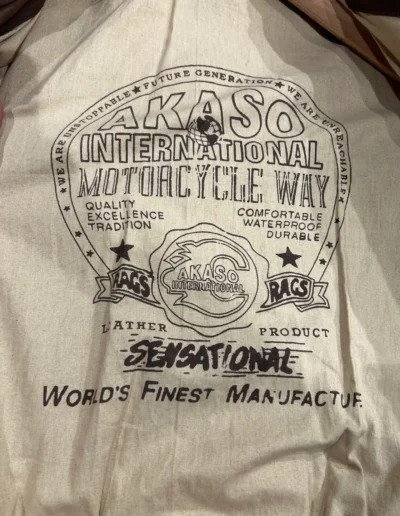 ★ WE ARE UNSTOPPABLE ★ FUTURE GENERATION ★ WE ARE UNREACHABLE ★
AKASO
INTERNATIONAL
MOTORCYCLE WAY
QUALITY
EXCELLENCE
TRADITION
COMFORTABLE
WATERPROOF
DURABLE
RAGS
AKASO
INTERNATIONAL
RAGS
LEATHER PRODUCT
SENSATIONAL
WORLD'S FINEST MANUFACTUR